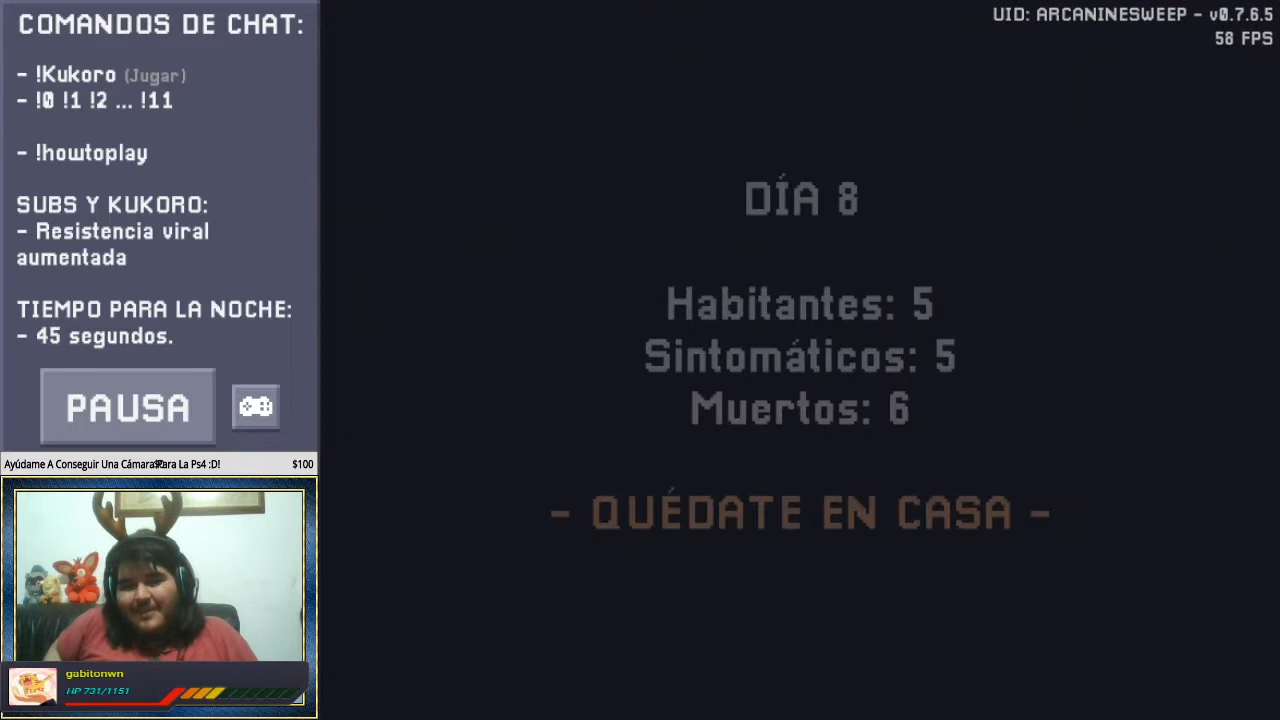 COMANDOS DE CHAT:
- !Kukoro (Jugar)
- !0 !1 !2 ... !11
- !howtoplay
SUBS Y KUKORO:
- Resistencia viral
aumentada
TIEMPO PARA LA NOCHE:
- 45 segundos.
PAUSA
Ayúdame A Conseguir Una Cámara Para La Ps4 :D! $100
gabitonwn
HP 731/1151
UID: ARCANINESWEEP - v0.7.6.5
58 FPS
DÍA 8
Habitantes: 5
Sintomáticos: 5
Muertos: 6
- QUÉDATE EN CASA -